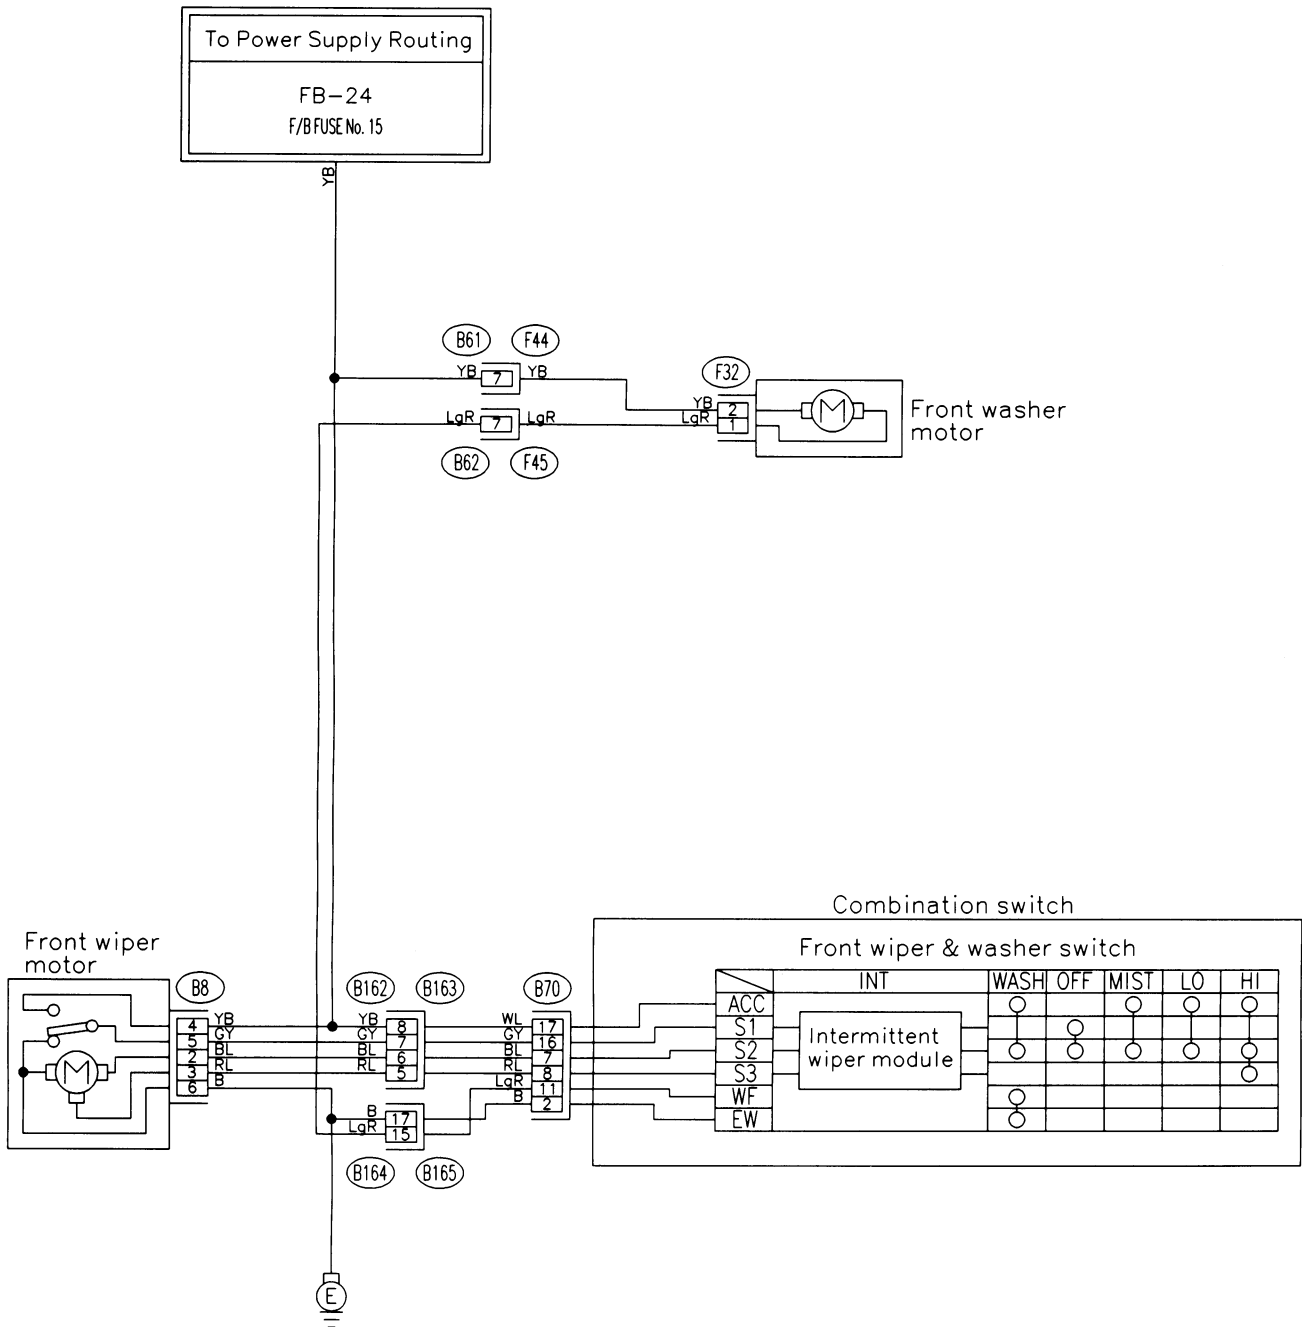 To Power Supply Routing
FB-24
F/B FUSE No. 15
YB
B61 F44
YB 7 YB
F32
YB 2
LgR 7 LgR
LgR 1
M
Front washer
motor
B62 F45
Combination switch
Front wiper & washer switch
Front wiper
motor
B8
B162 B163
B70
INT WASH OFF MIST LO HI
ACC
S1
S2
S3
WF
EW
Intermittent
wiper module
4 YB YB 8 WL 17
5 GY GY 7 GY 16
2 BL BL 6 BL 7
3 RL RL 5 RL 8
6 B LgR 11
B 2
M
B 17
LgR 15
B164 B165
E